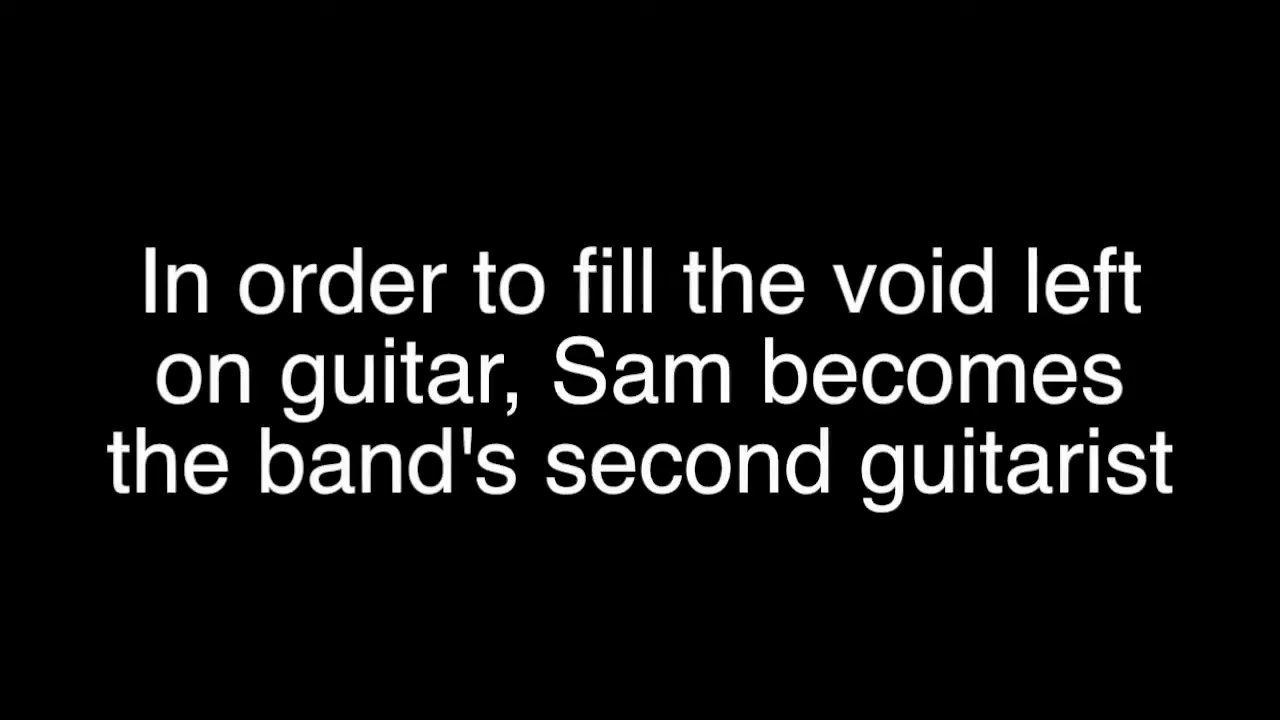 In order to fill the void left
on guitar, Sam becomes
the band's second guitarist